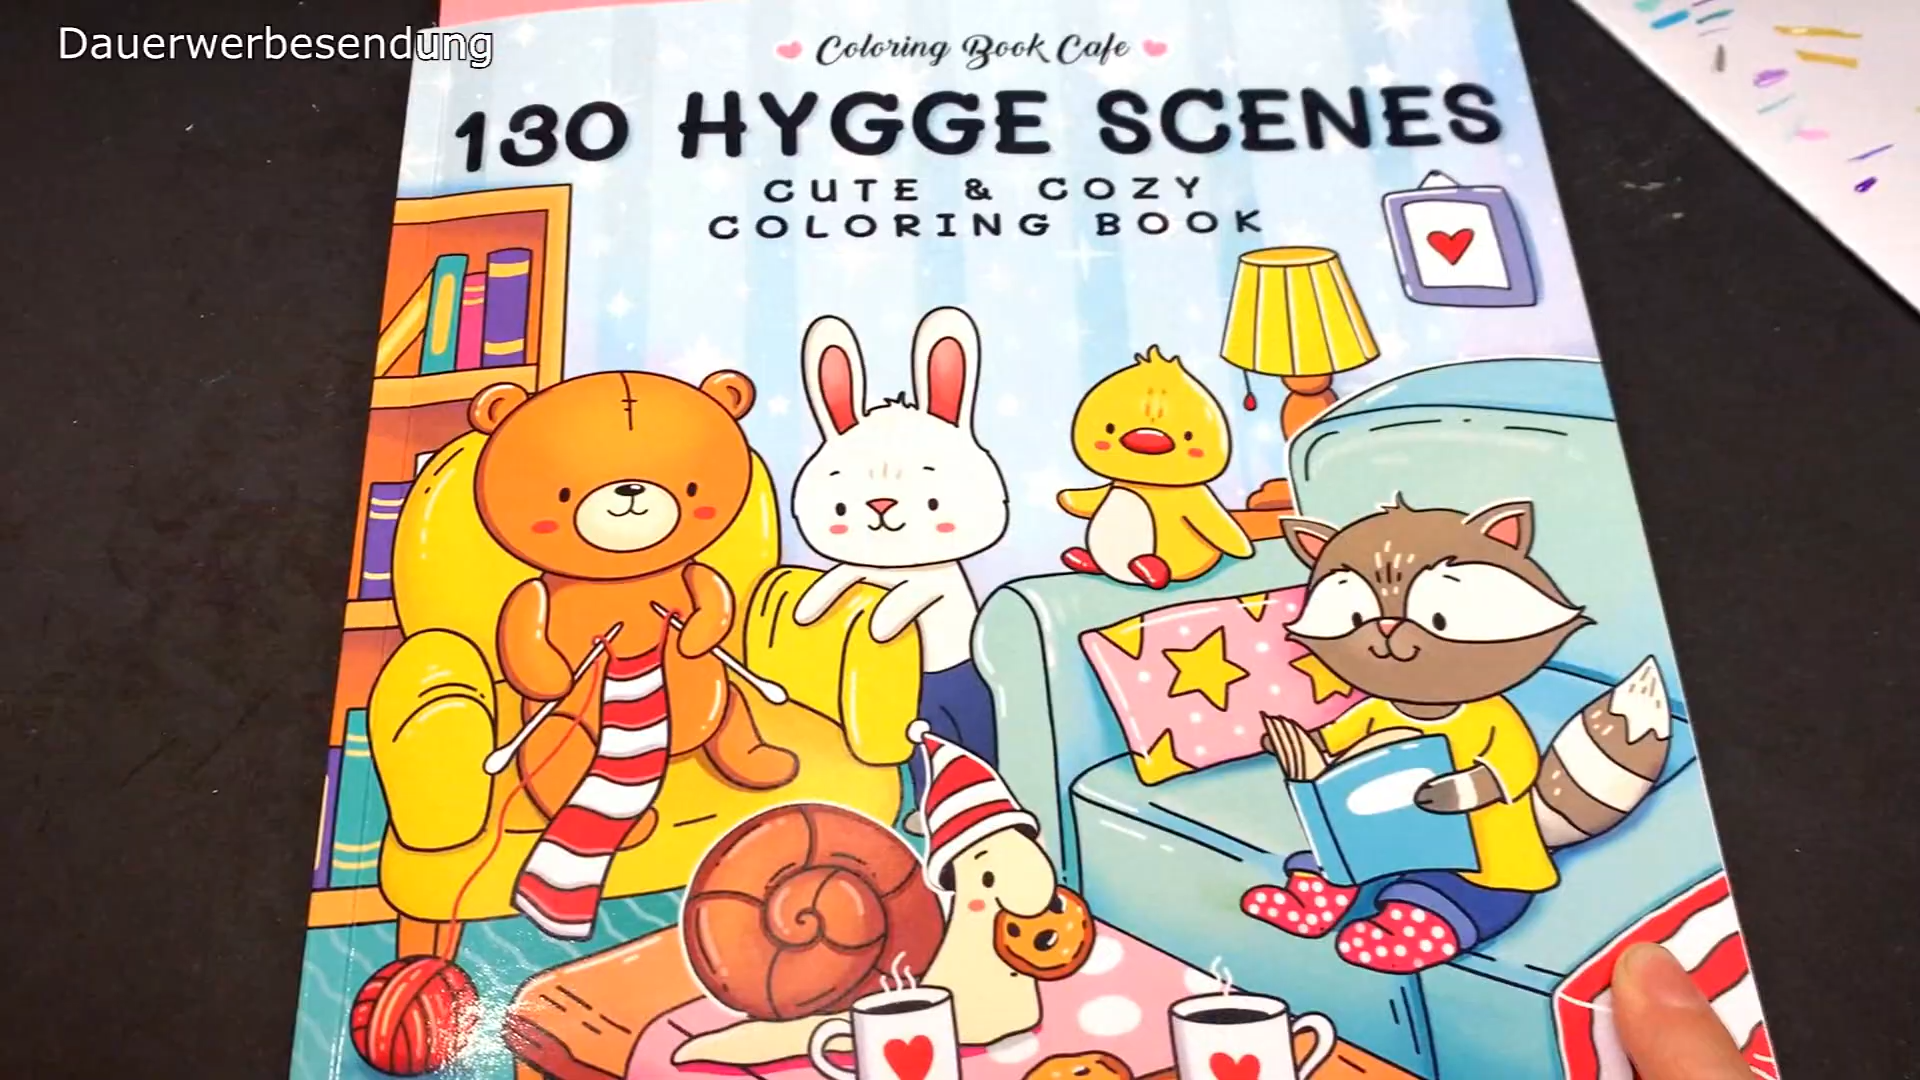 Dauerwerbesendung
Coloring Book Cafe
130 HYGGE SCENES
CUTE & COZY
COLORING BOOK